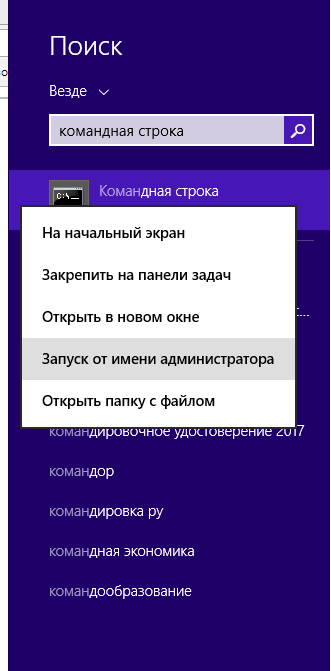 Поиск
Везде
командная строка
C:\
Командная строка
На начальный экран
Закрепить на панели задач
Открыть в новом окне
Запуск от имени администратора
Открыть папку с файлом
командировочное удостоверение 2017
командор
командировка ру
командная экономика
командообразование